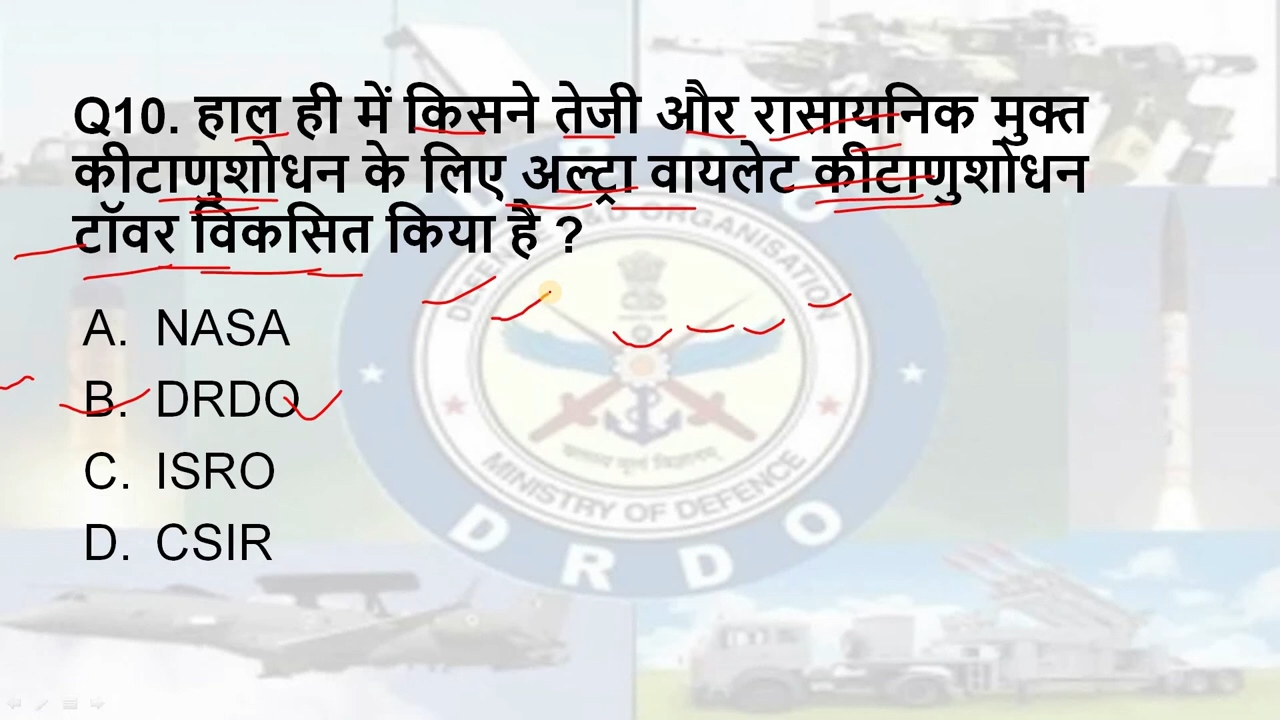 Q10. हाल ही में किसने तेजी और रासायनिक मुक्त
कीटाणुशोधन के लिए अल्ट्रा वायलेट कीटाणुशोधन
टॉवर विकसित किया है ?
A. NASA
B. DRDO
C. ISRO
D. CSIR
MINISTRY OF DEFENCE
D R D O